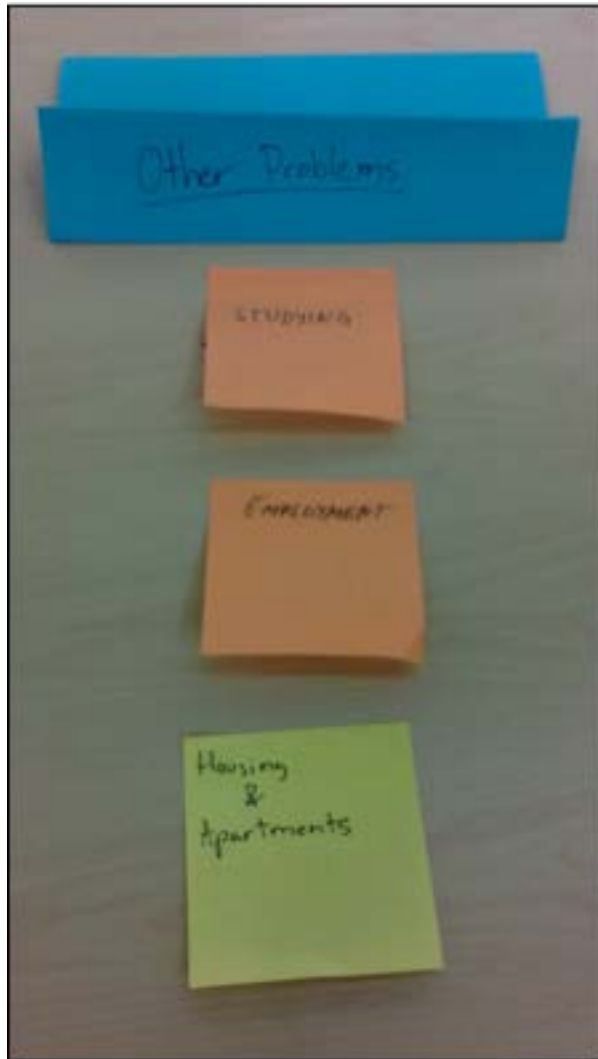 Other Problems
STUDYING
EMPLOYMENT
Housing
&
Apartments